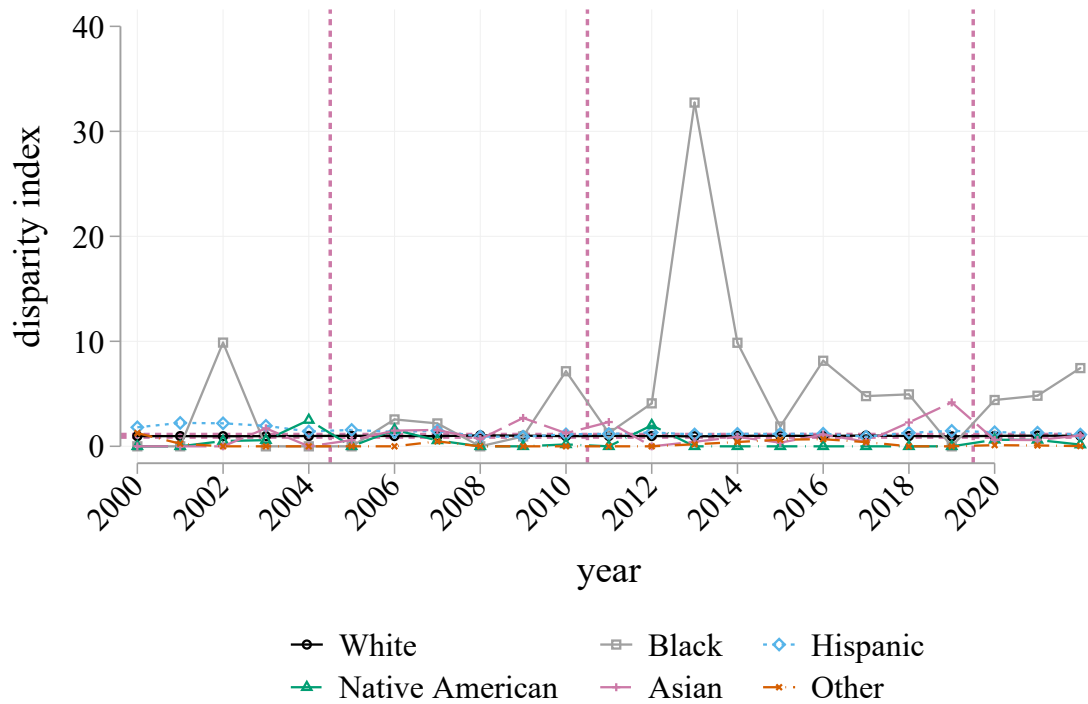 40
30
20
10
0
disparity index
2000 2002 2004 2006 2008 2010 2012 2014 2016 2018 2020
year
White Black Hispanic
Native American Asian Other